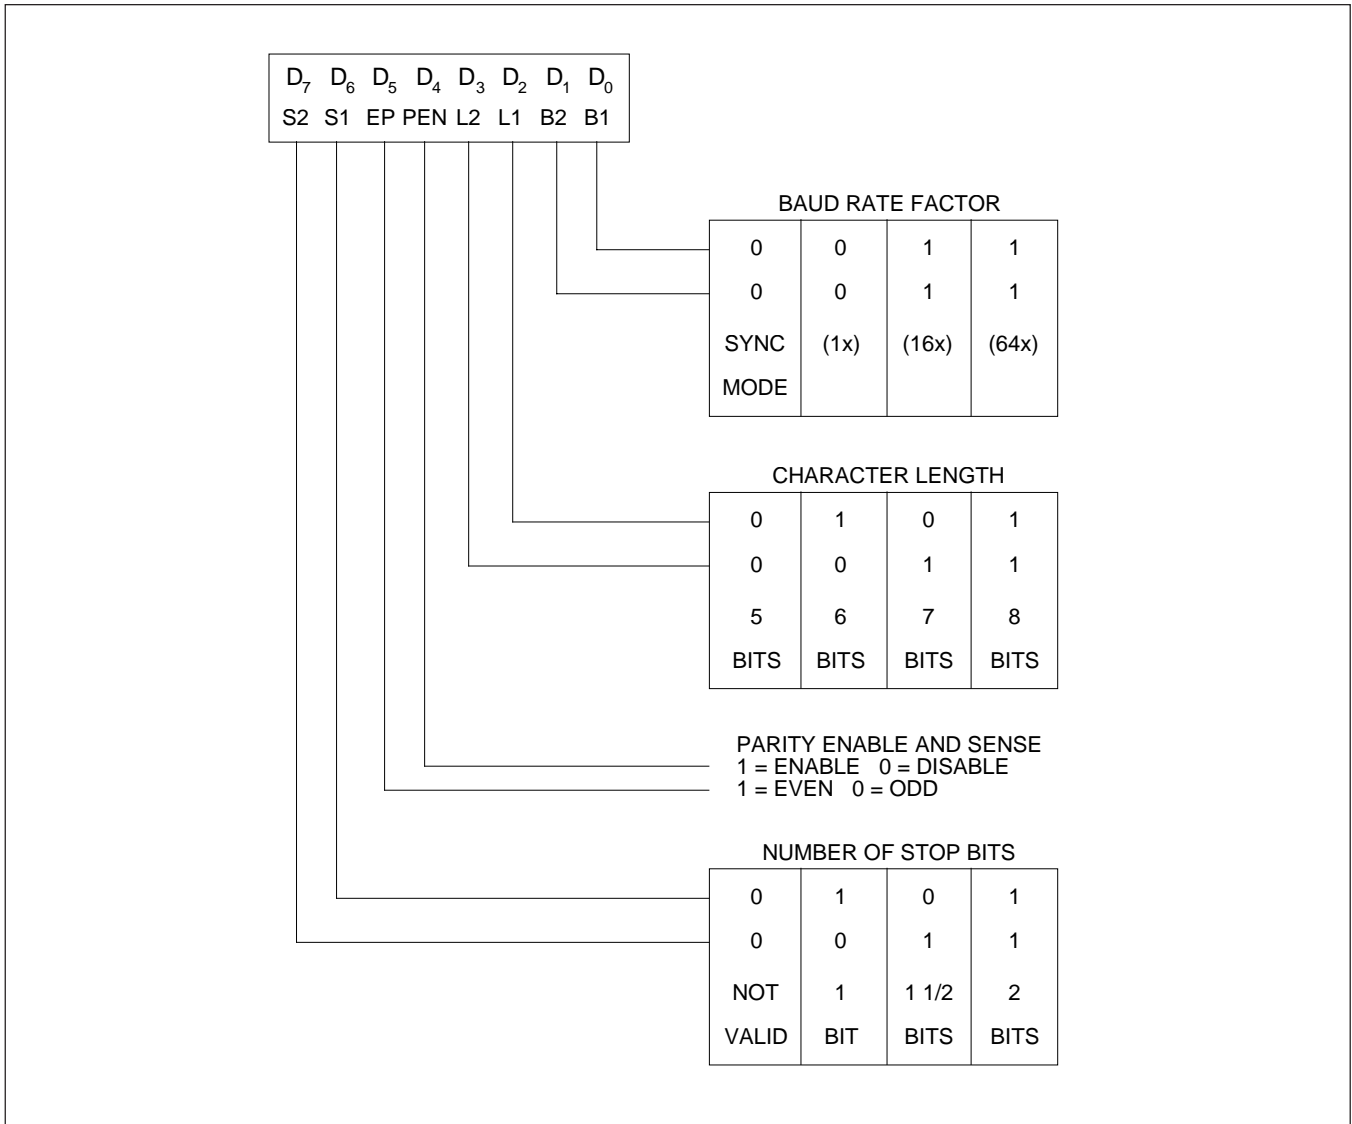 D7 D6 D5 D4 D3 D2 D1 D0
S2 S1 EP PEN L2 L1 B2 B1
BAUD RATE FACTOR
0 0 1 1
0 0 1 1
SYNC (1x) (16x) (64x)
MODE
CHARACTER LENGTH
0 1 0 1
0 0 1 1
5 6 7 8
BITS BITS BITS BITS
PARITY ENABLE AND SENSE
1 = ENABLE 0 = DISABLE
1 = EVEN 0 = ODD
NUMBER OF STOP BITS
0 1 0 1
0 0 1 1
NOT 1 1 1/2 2
VALID BIT BITS BITS